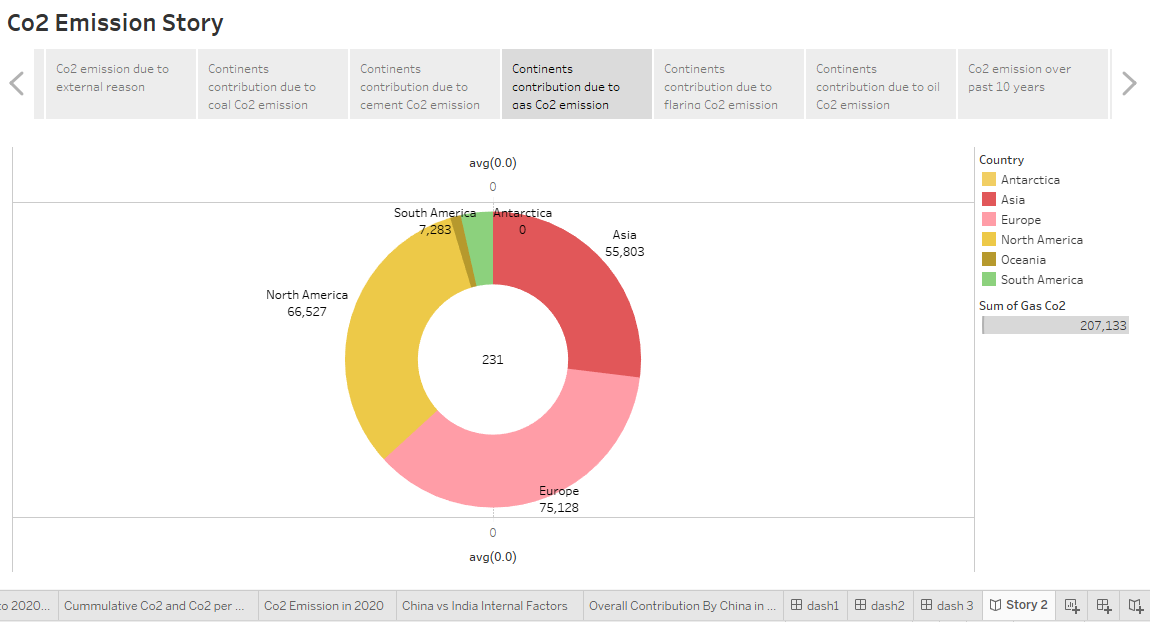 Co2 Emission Story
Co2 emission due to
external reason
Continents
contribution due to
coal Co2 emission
Continents
contribution due to
cement Co2 emission
Continents
contribution due to
gas Co2 emission
Continents
contribution due to
flaring Co2 emission
Continents
contribution due to oil
Co2 emission
Co2 emission over
past 10 years
avg(0.0)
0
South America
7,283
Antarctica
0
Asia
55,803
North America
66,527
231
Europe
75,128
0
avg(0.0)
Country
Antarctica
Asia
Europe
North America
Oceania
South America
Sum of Gas Co2
207,133
to 2020...
Cummulative Co2 and Co2 per ...
Co2 Emission in 2020
China vs India Internal Factors
Overall Contribution By China in ...
dash1
dash2
dash 3
Story 2